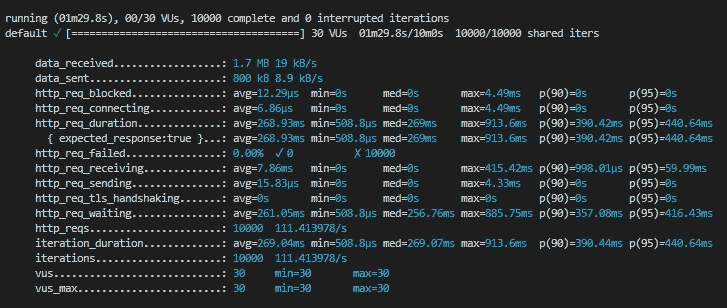 running (01m29.8s), 00/30 VUs, 10000 complete and 0 interrupted iterations
default ✓ [======================================] 30 VUs  01m29.8s/10m0s  10000/10000 shared iters

     data_received..................: 1.7 MB 19 kB/s
     data_sent......................: 800 kB 8.9 kB/s
     http_req_blocked...............: avg=12.29µs  min=0s      med=0s       max=4.49ms   p(90)=0s       p(95)=0s
     http_req_connecting............: avg=6.86µs   min=0s      med=0s       max=4.49ms   p(90)=0s       p(95)=0s
     http_req_duration..............: avg=268.93ms min=508.8µs med=269ms    max=913.6ms  p(90)=390.42ms p(95)=440.64ms
       { expected_response:true }...: avg=268.93ms min=508.8µs med=269ms    max=913.6ms  p(90)=390.42ms p(95)=440.64ms
     http_req_failed................: 0.00%  ✓ 0         ✗ 10000
     http_req_receiving.............: avg=7.86ms   min=0s      med=0s       max=415.42ms p(90)=998.01µs p(95)=59.99ms
     http_req_sending...............: avg=15.83µs  min=0s      med=0s       max=4.33ms   p(90)=0s       p(95)=0s
     http_req_tls_handshaking.......: avg=0s       min=0s      med=0s       max=0s       p(90)=0s       p(95)=0s
     http_req_waiting...............: avg=261.05ms min=508.8µs med=256.76ms max=885.75ms p(90)=357.08ms p(95)=416.43ms
     http_reqs......................: 10000  111.413978/s
     iteration_duration.............: avg=269.04ms min=508.8µs med=269.07ms max=913.6ms  p(90)=390.44ms p(95)=440.64ms
     iterations.....................: 10000  111.413978/s
     vus............................: 30     min=30      max=30
     vus_max........................: 30     min=30      max=30